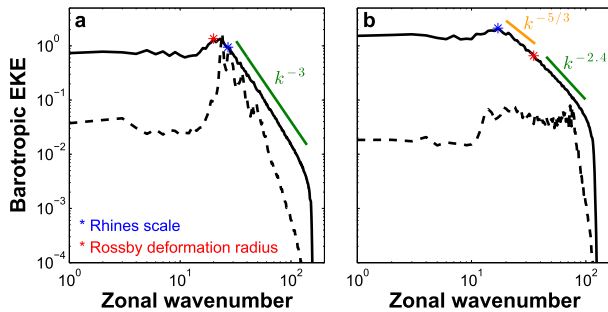 a
b
Barotropic EKE
10^0
10^-1
10^-2
10^-3
10^-4
k^-3
k^-5/3
k^-2.4
* Rhines scale
* Rossby deformation radius
10^0 10^1 10^2
10^0 10^1 10^2
Zonal wavenumber
Zonal wavenumber